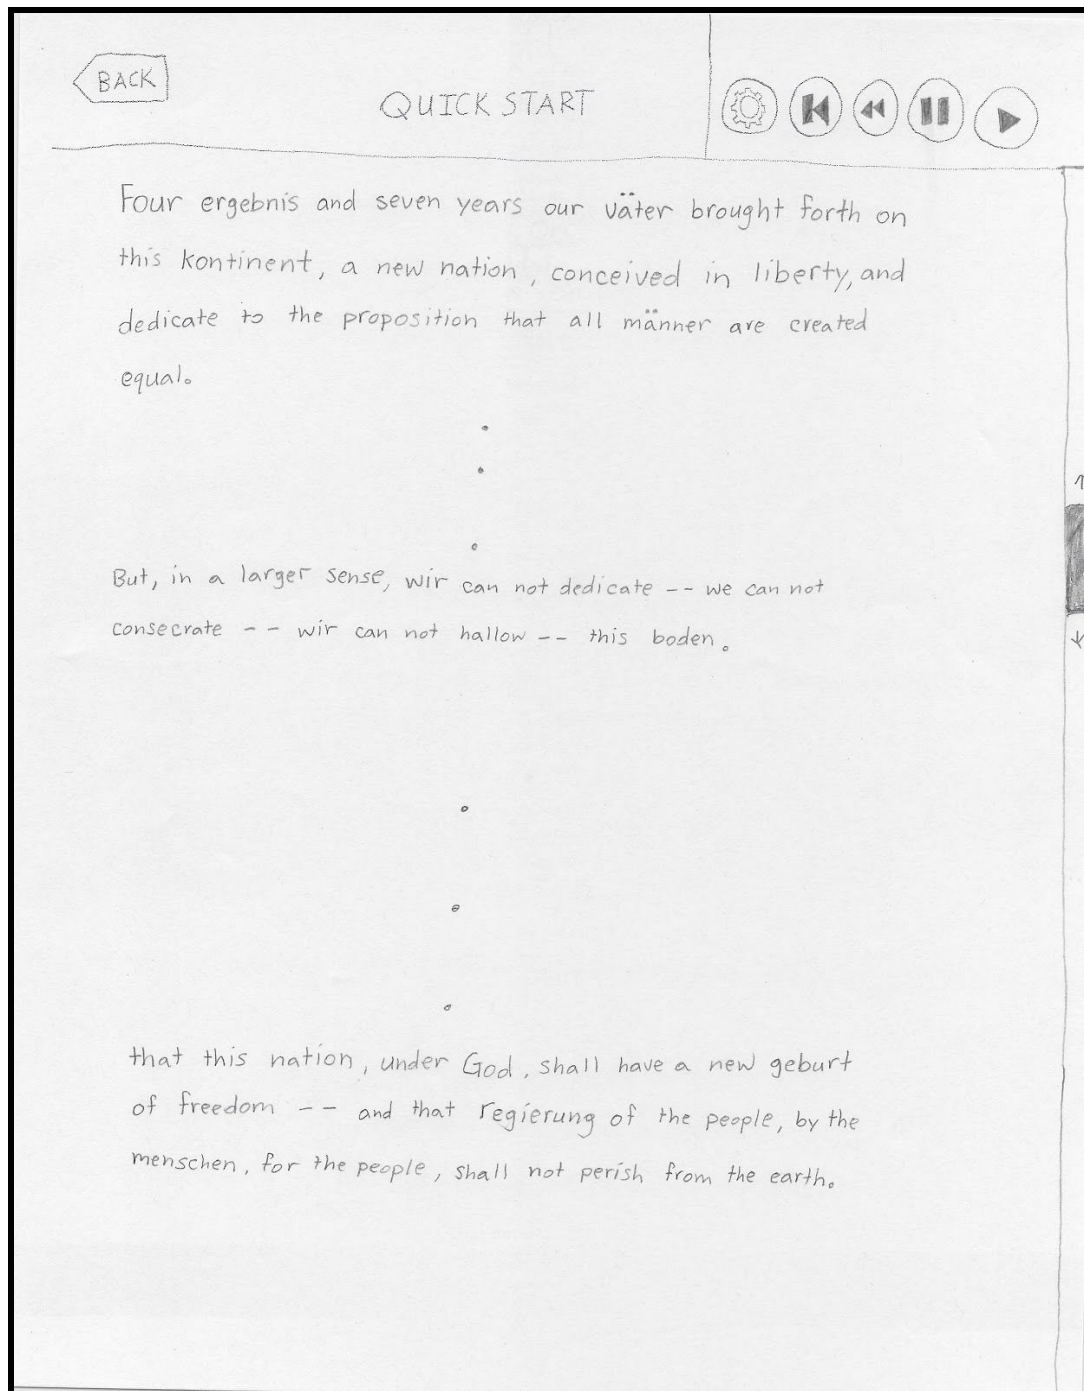 BACK
QUICK START
Four ergebnis and seven years our väter brought forth on
this kontinent, a new nation, conceived in liberty, and
dedicate to the proposition that all männer are created
equal.
But, in a larger sense, wir can not dedicate -- we can not
consecrate -- wir can not hallow -- this boden.
that this nation, under God, shall have a new geburt
of freedom -- and that regierung of the people, by the
menschen, for the people, shall not perish from the earth.